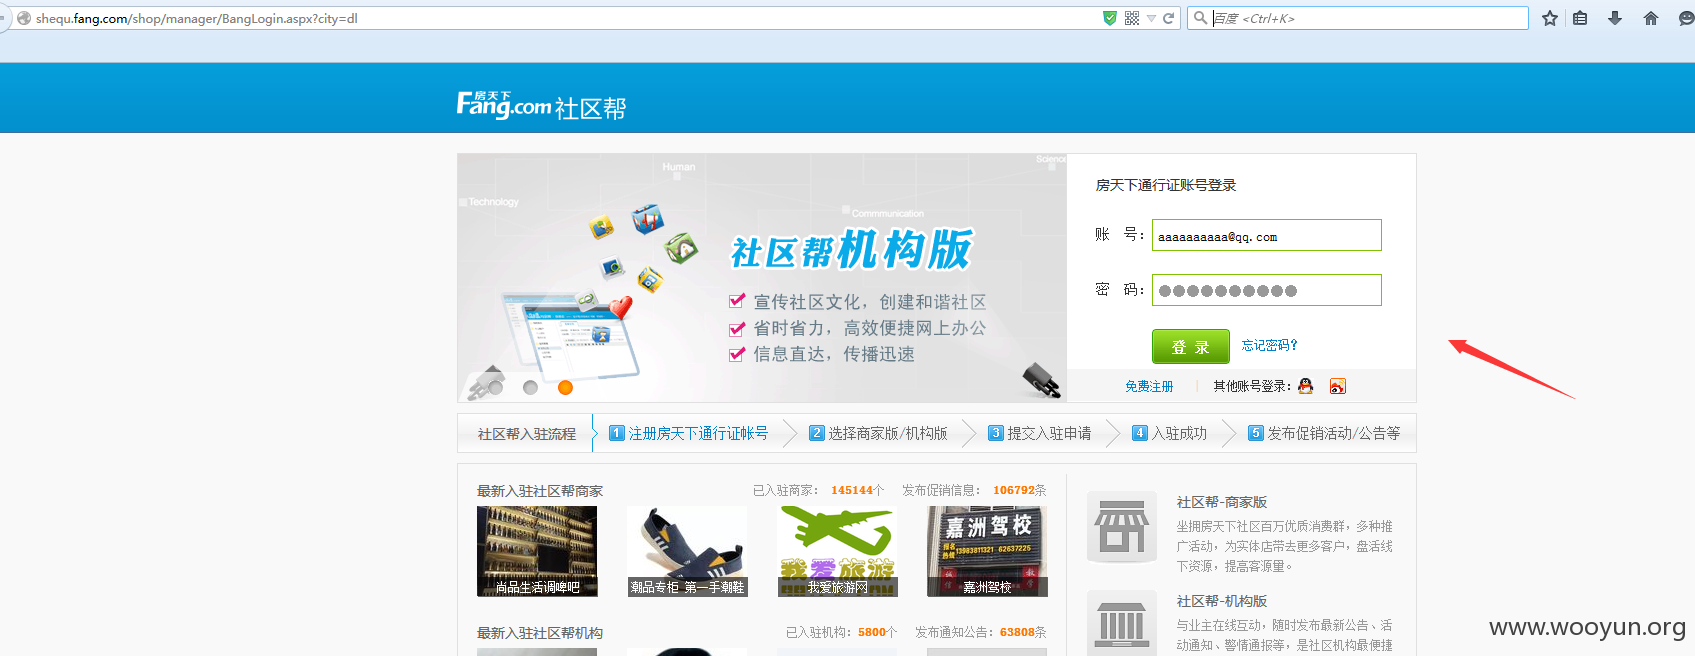 shequ.fang.com/shop/manager/BangLogin.aspx?city=dl
百度 <Ctrl+K>
房天下
Fang.com 社区帮
Human
Science
Technology
Commmunication
社区帮机构版
宣传社区文化，创建和谐社区
省时省力，高效便捷网上办公
信息直达，传播迅速
房天下通行证账号登录
账 号：
aaaaaaaaaa@qq.com
密 码：
登 录
忘记密码?
免费注册
其他账号登录：
社区帮入驻流程
1 注册房天下通行证帐号
2 选择商家版/机构版
3 提交入驻申请
4 入驻成功
5 发布促销活动/公告等
最新入驻社区帮商家
已入驻商家： 145144个
发布促销信息： 106792条
尚品生活调啤吧
潮品专柜 第一手潮鞋
我爱旅游
我爱旅游网
嘉洲驾校
报名热线 13983811321 62637225
嘉洲驾校
最新入驻社区帮机构
已入驻机构：5800个
发布通知公告：63808条
社区帮-商家版
坐拥房天下社区百万优质消费群，多种推
广活动，为实体店带去更多客户，盘活线
下资源，提高客源量。
社区帮-机构版
与业主在线互动，随时发布最新公告、活
动通知、警情通报等，是社区机构最便捷
www.wooyun.org